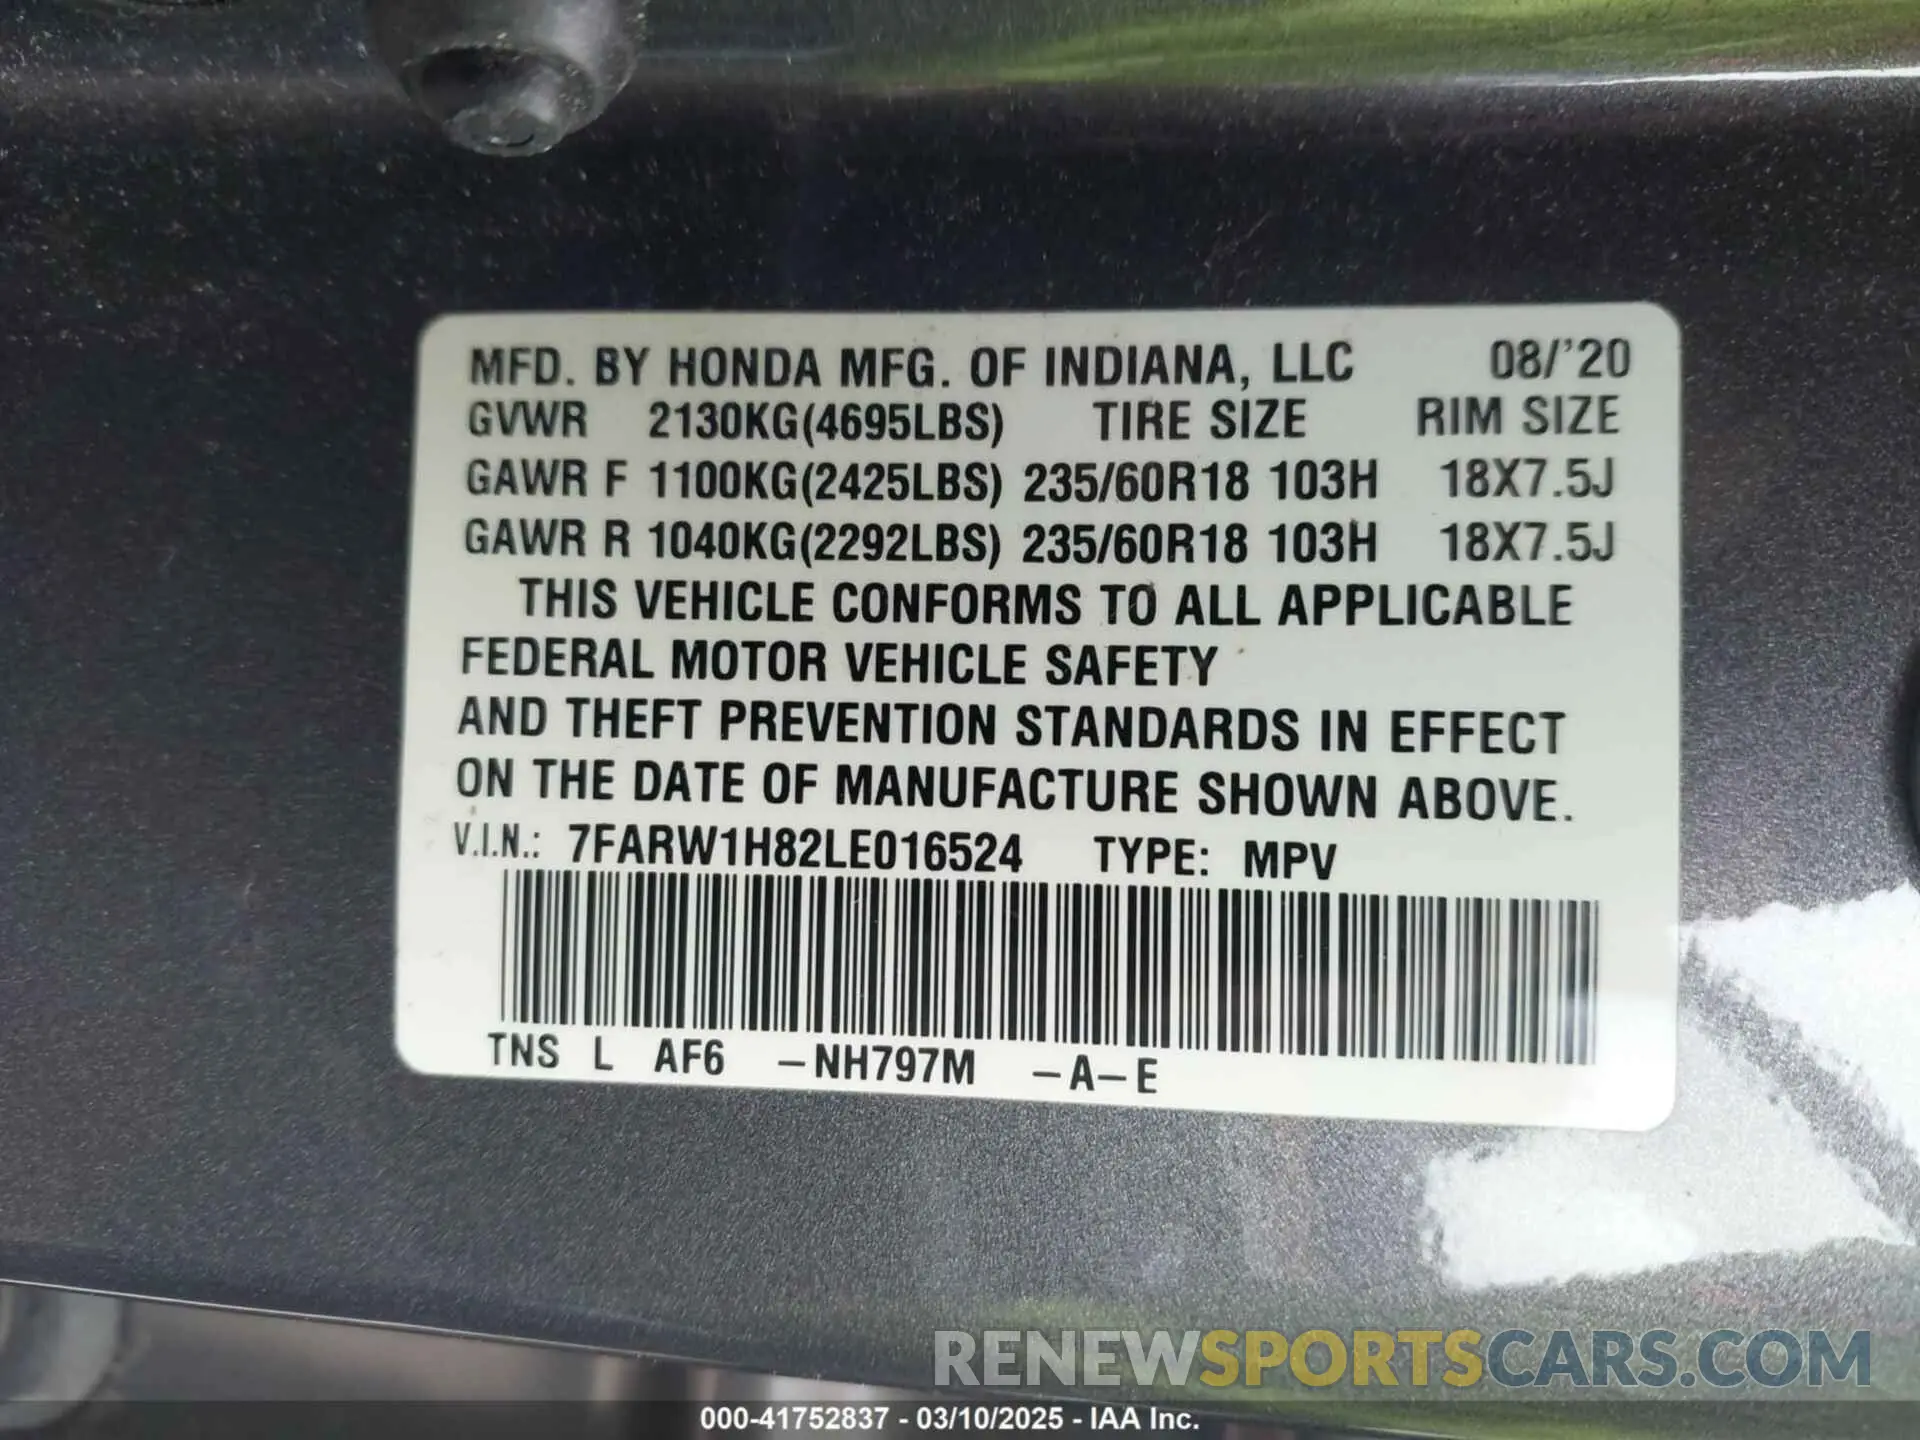 MFD. BY HONDA MFG. OF INDIANA, LLC 08/'20
GVWR 2130KG(4695LBS) TIRE SIZE RIM SIZE
GAWR F 1100KG(2425LBS) 235/60R18 103H 18X7.5J
GAWR R 1040KG(2292LBS) 235/60R18 103H 18X7.5J
THIS VEHICLE CONFORMS TO ALL APPLICABLE
FEDERAL MOTOR VEHICLE SAFETY
AND THEFT PREVENTION STANDARDS IN EFFECT
ON THE DATE OF MANUFACTURE SHOWN ABOVE.
V.I.N.: 7FARW1H82LE016524 TYPE: MPV
TNS L AF6 –NH797M –A–E
RENEWSPORTSCARS.COM
000-41752837 - 03/10/2025 - IAA Inc.